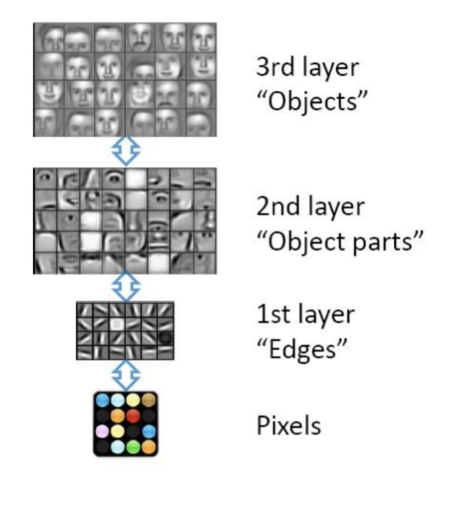 3rd layer
“Objects”
2nd layer
“Object parts”
1st layer
“Edges”
Pixels